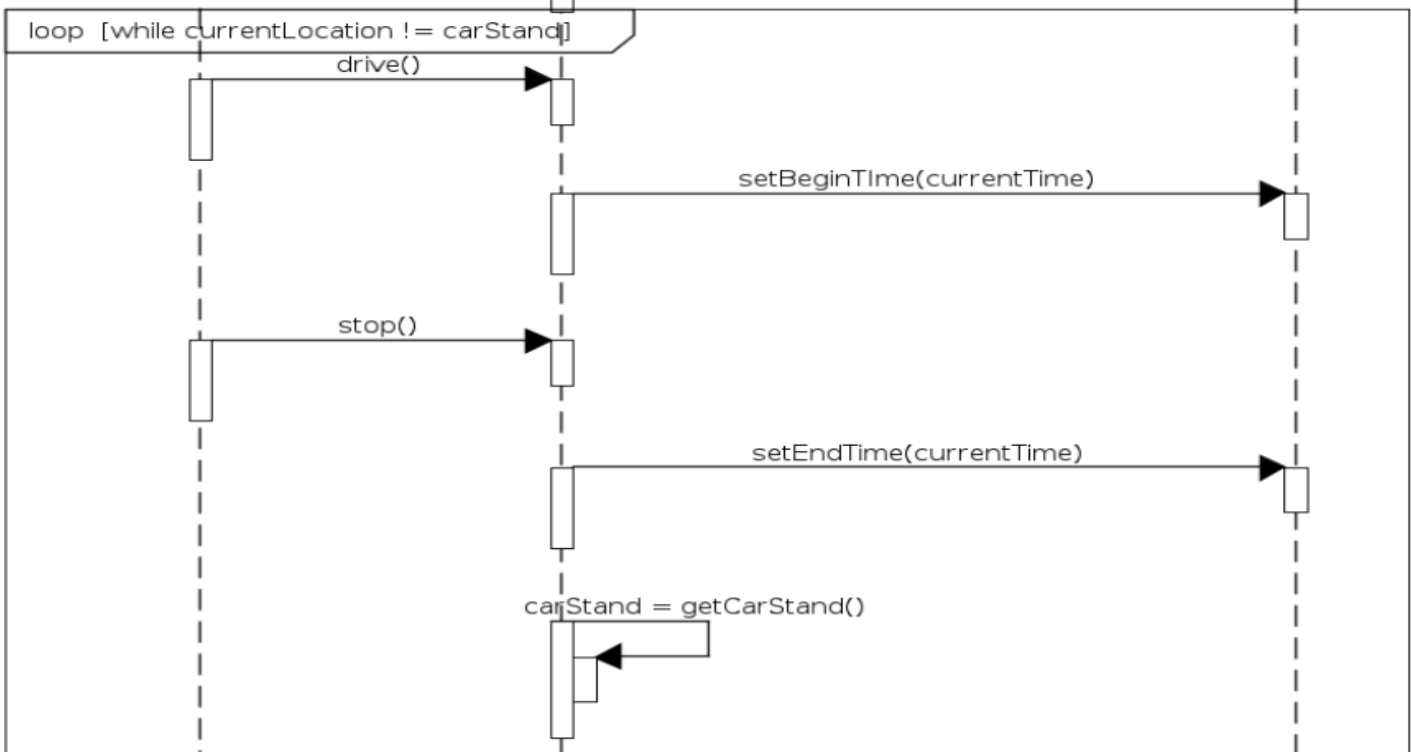 loop [while currentLocation != carStand]
drive()
setBeginTIme(currentTime)
stop()
setEndTime(currentTime)
carStand = getCarStand()